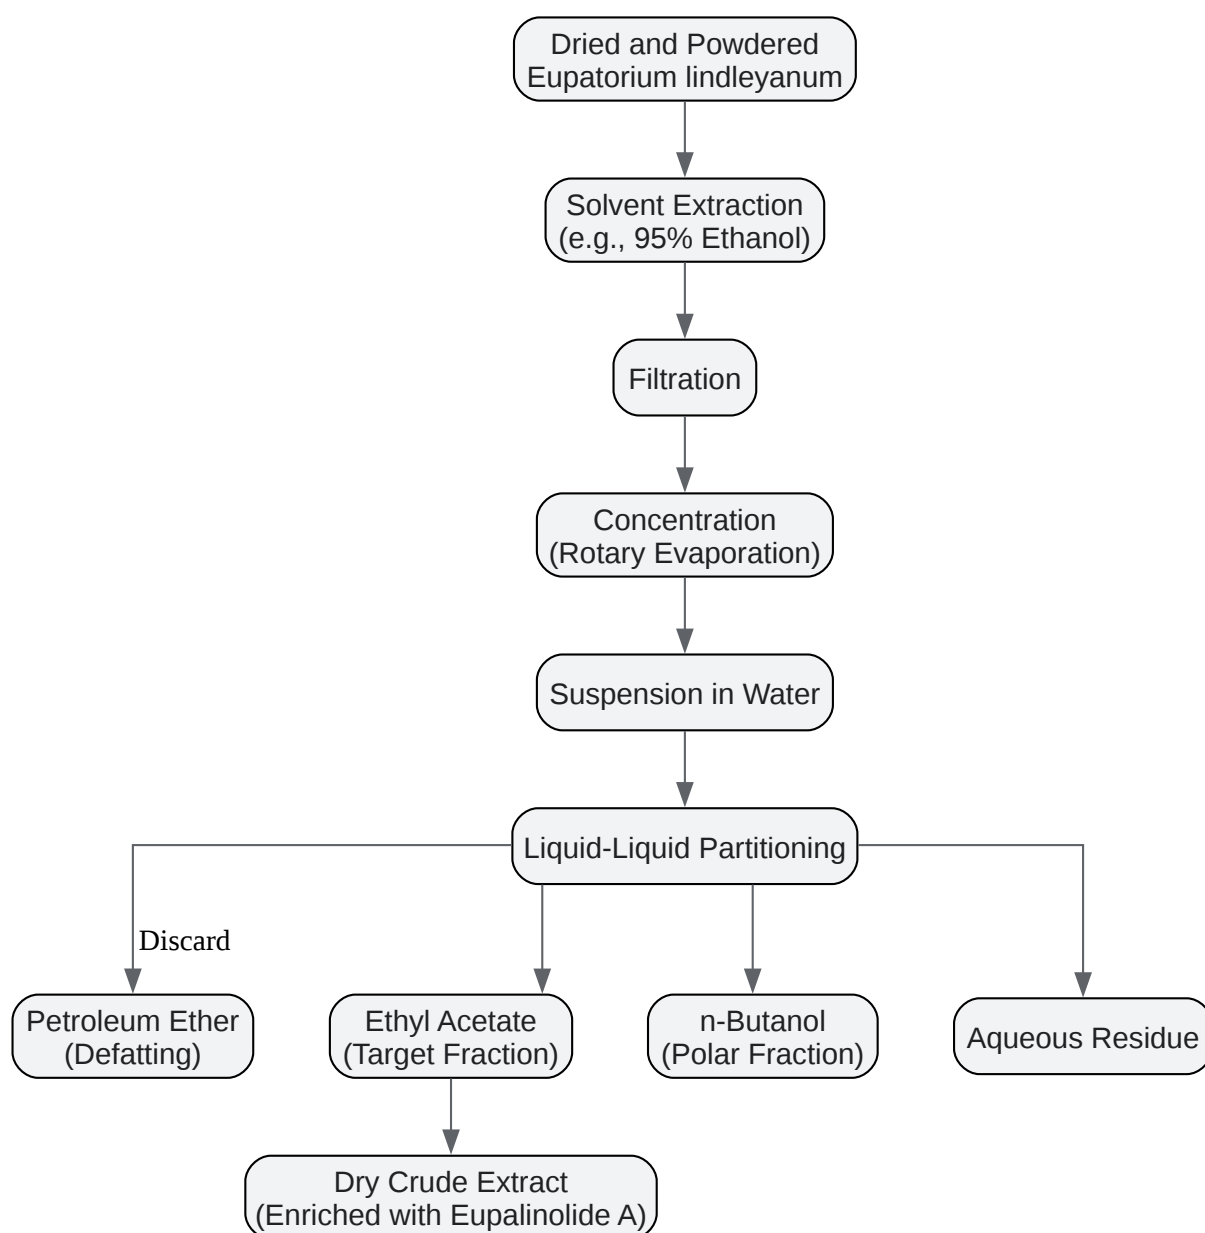 Dried and Powdered
Eupatorium lindleyanum
Solvent Extraction
(e.g., 95% Ethanol)
Filtration
Concentration
(Rotary Evaporation)
Suspension in Water
Liquid-Liquid Partitioning
Discard
Petroleum Ether
(Defatting)
Ethyl Acetate
(Target Fraction)
n-Butanol
(Polar Fraction)
Aqueous Residue
Dry Crude Extract
(Enriched with Eupalinolide A)